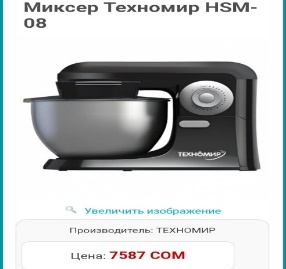 Миксер Техномир HSM-
08
ТЕХНОМИР
Увеличить изображение
Производитель: ТЕХНОМИР
Цена: 7587 СОМ